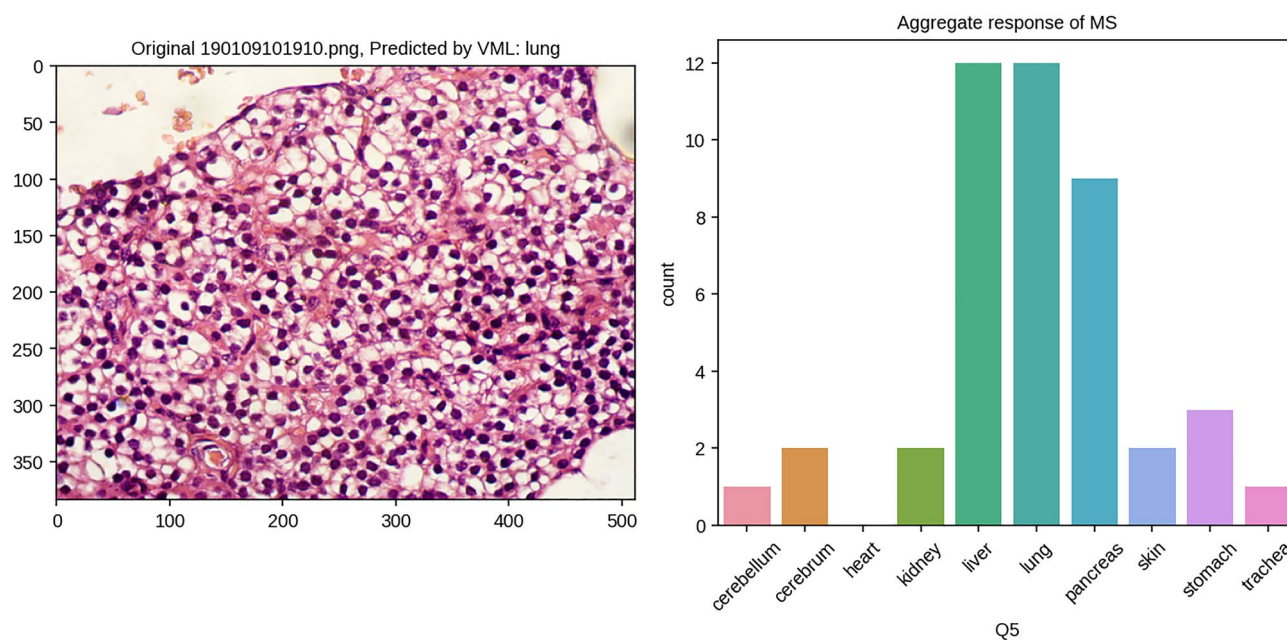 Original 190109101910.png, Predicted by VML: lung
0
50
100
150
200
250
300
350
0 100 200 300 400 500
Aggregate response of MS
12
10
8
6
4
2
0
count
cerebellum cerebrum heart kidney liver lung pancreas skin stomach trachea
Q5